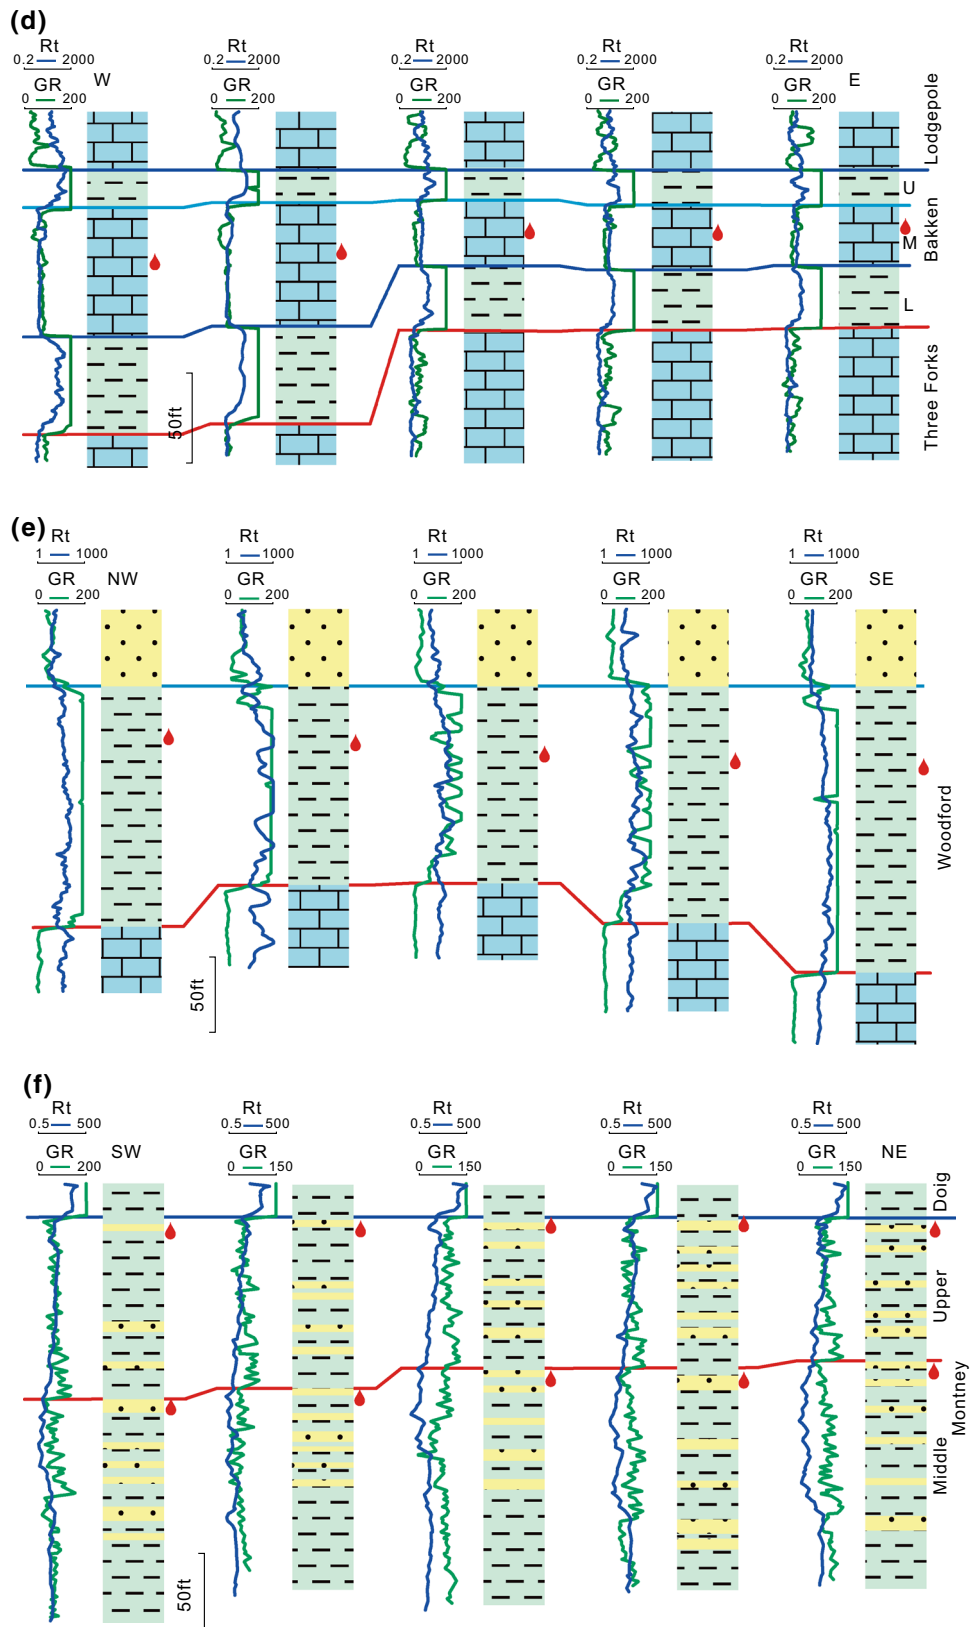 (d)
Rt Rt Rt Rt Rt
0.2 2000 0.2 2000 0.2 2000 0.2 2000 0.2 2000
GR W GR GR GR GR E
0 200 0 200 0 200 0 200 0 200
Lodgepole
U
Bakken
M
L
Three Forks
50ft
(e)
Rt Rt Rt Rt Rt
1 1000 1 1000 1 1000 1 1000 1 1000
GR NW GR GR GR GR SE
0 200 0 200 0 200 0 200 0 200
Woodford
50ft
(f)
Rt Rt Rt Rt Rt
0.5 500 0.5 500 0.5 500 0.5 500 0.5 500
GR SW GR GR GR GR NE
0 200 0 150 0 150 0 150 0 150
Doig
Upper
Montney
Middle
50ft